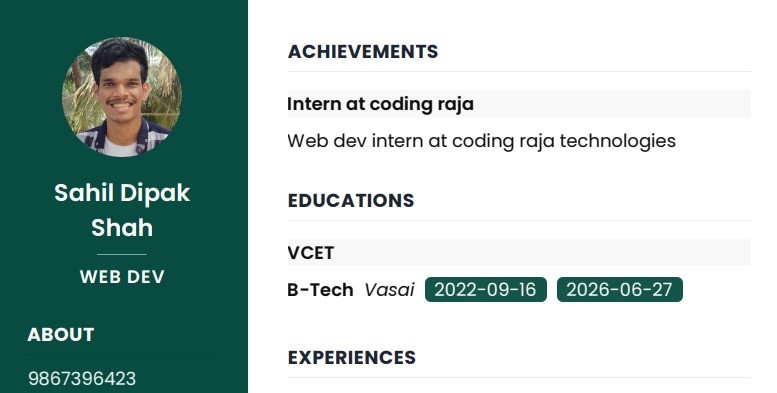 Sahil Dipak
Shah
WEB DEV
ABOUT
9867396423
ACHIEVEMENTS
Intern at coding raja
Web dev intern at coding raja technologies
EDUCATIONS
VCET
B-Tech Vasai 2022-09-16 2026-06-27
EXPERIENCES